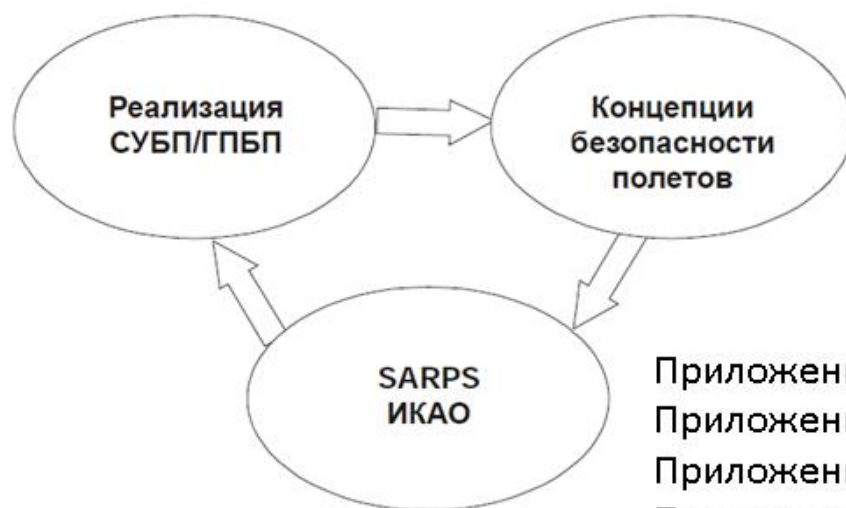 Реализация
СУБП/ГПБП
Концепции
безопасности
полетов
SARPS
ИКАО